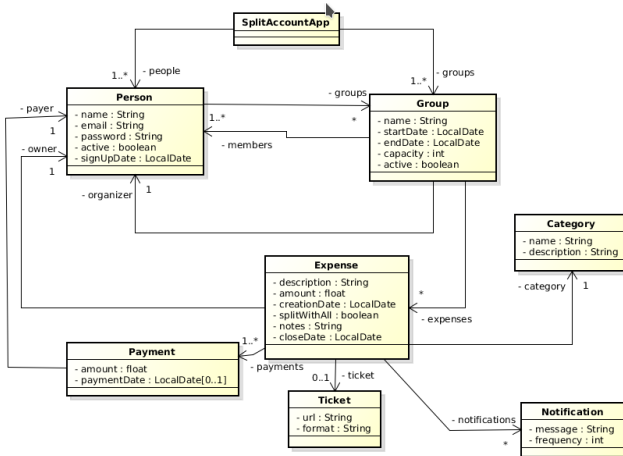 SplitAccountApp
1..*
- people
- groups
1..*
Person
- name : String
- email : String
- password : String
- active : boolean
- signUpDate : LocalDate
- groups
*
1..*
- members
Group
- name : String
- startDate : LocalDate
- endDate : LocalDate
- capacity : int
- active : boolean
- payer
1
- owner
1
- organizer
1
Category
- name : String
- description : String
- category
1
Expense
- description : String
- amount : float
- creationDate : LocalDate
- splitWithAll : boolean
- notes : String
- closeDate : LocalDate
*
- expenses
Payment
- amount : float
- paymentDate : LocalDate[0..1]
1..*
- payments
0..1
- ticket
Ticket
- url : String
- format : String
- notifications
*
Notification
- message : String
- frequency : int